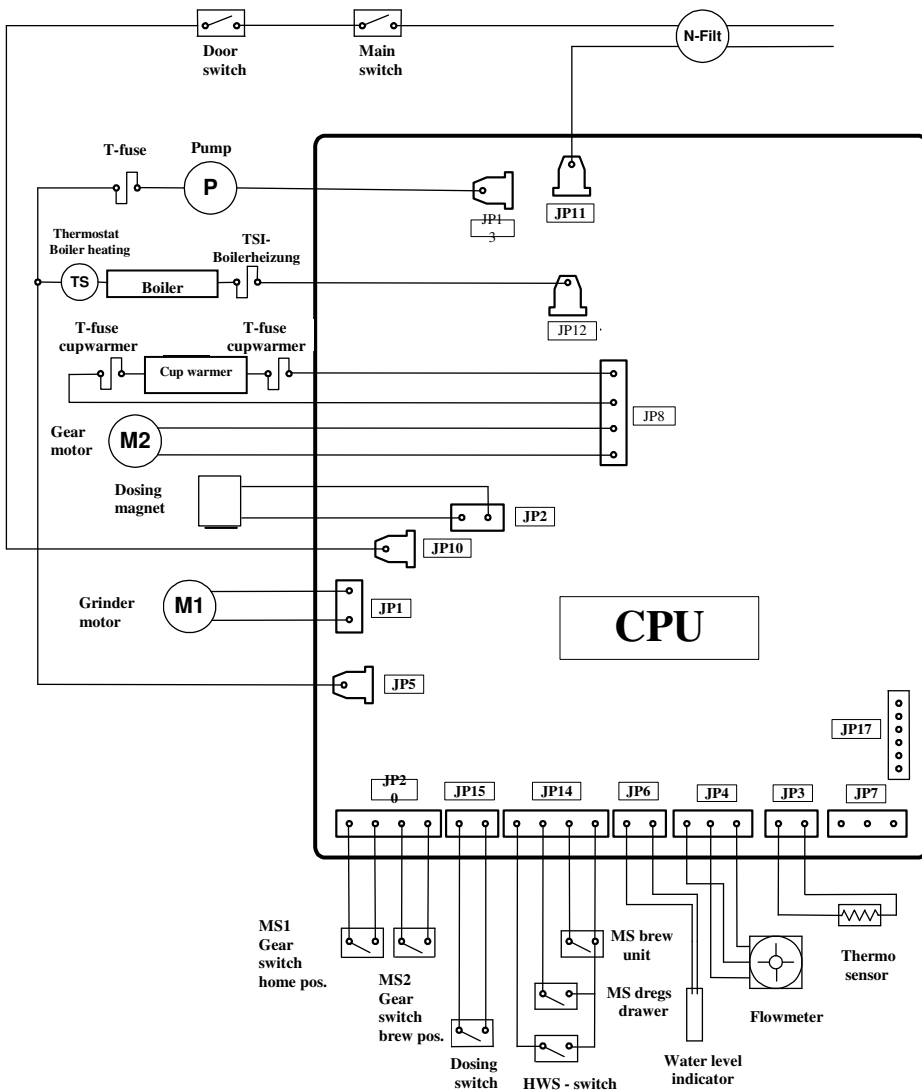 N-Filt
Door
switch
Main
switch
T-fuse
Pump
P
JP1
3
JP11
Thermostat
Boiler heating
TSI-
Boilerheizung
TS
Boiler
JP12
T-fuse
cupwarmer
T-fuse
cupwarmer
Cup warmer
JP8
Gear
motor
M2
Dosing
magnet
JP2
JP10
Grinder
motor
M1
JP1
CPU
JP5
JP17
JP2
0
JP15
JP14
JP6
JP4
JP3
JP7
MS1
Gear
switch
home pos.
MS2
Gear
switch
brew pos.
MS brew
unit
MS dregs
drawer
Thermo
sensor
Flowmeter
Dosing
switch
HWS - switch
Water level
indicator